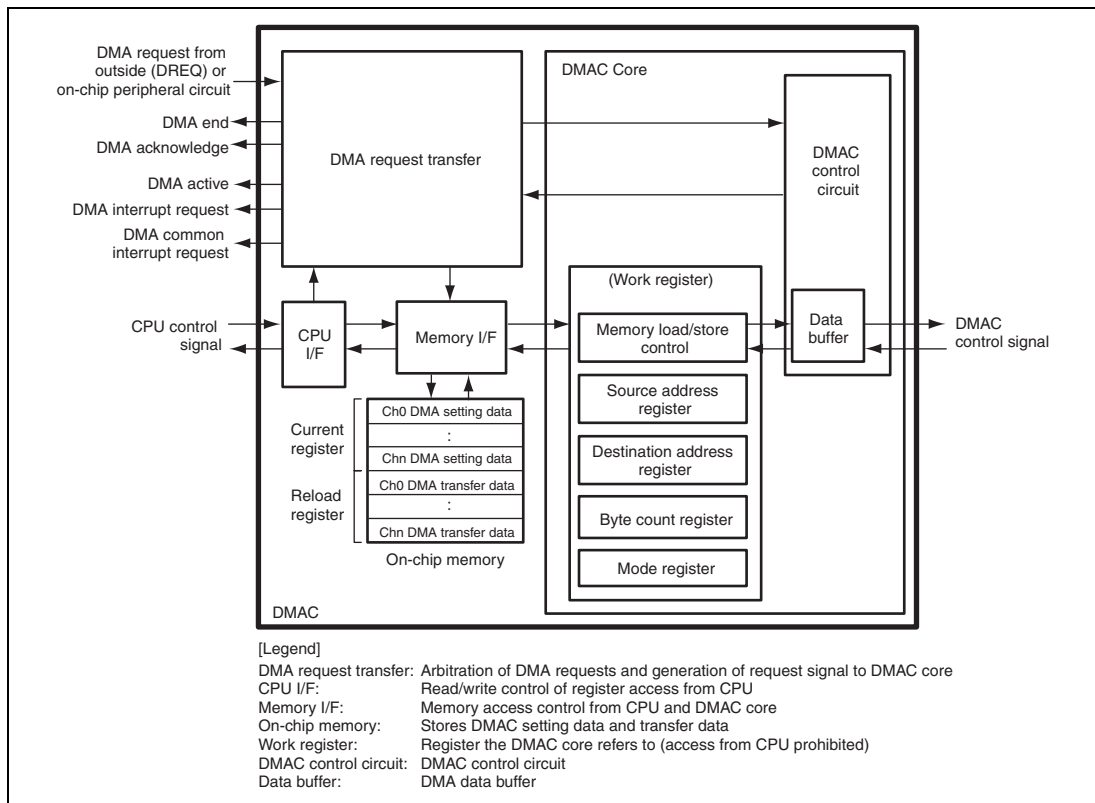 DMA request from
outside (DREQ) or
on-chip peripheral circuit
DMA end
DMA acknowledge
DMA active
DMA interrupt request
DMA common
interrupt request
DMA request transfer
DMAC Core
DMAC
control
circuit
CPU control
signal
CPU
I/F
Memory I/F
(Work register)
Memory load/store
control
Data
buffer
DMAC
control signal
Source address
register
Destination address
register
Byte count register
Mode register
Current
register
Reload
register
Ch0 DMA setting data
:
Chn DMA setting data
Ch0 DMA transfer data
:
Chn DMA transfer data
On-chip memory
DMAC
[Legend]
DMA request transfer: Arbitration of DMA requests and generation of request signal to DMAC core
CPU I/F: Read/write control of register access from CPU
Memory I/F: Memory access control from CPU and DMAC core
On-chip memory: Stores DMAC setting data and transfer data
Work register: Register the DMAC core refers to (access from CPU prohibited)
DMAC control circuit: DMAC control circuit
Data buffer: DMA data buffer